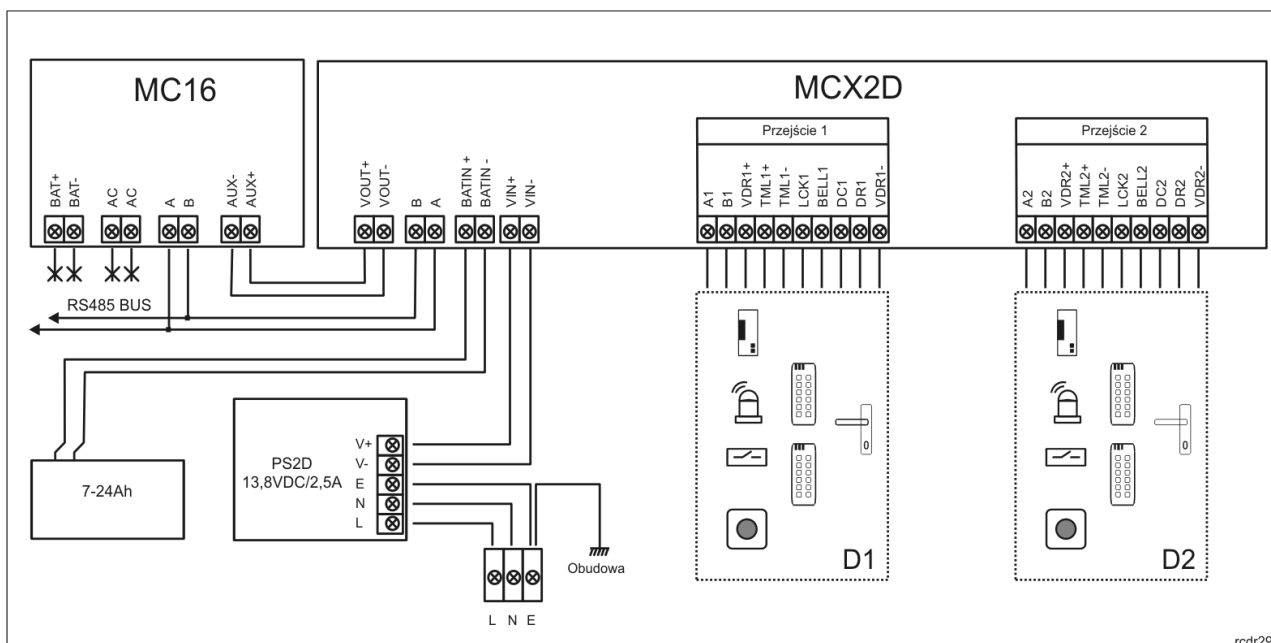 MC16
MCX2D
Przejście 1
Przejście 2
BAT+
BAT-
AC
AC
A
B
AUX-
AUX+
VOUT+
VOUT-
B
A
BATIN +
BATIN -
VIN+
VIN-
A1
B1
VDR1+
TML1+
TML1-
LCK1
BELL1
DC1
DR1
VDR1-
A2
B2
VDR2+
TML2+
TML2-
LCK2
BELL2
DC2
DR2
VDR2-
RS485 BUS
7-24Ah
PS2D
13,8VDC/2,5A
V+
V-
E
N
L
Obudowa
L N E
D1
D2
rcdr29